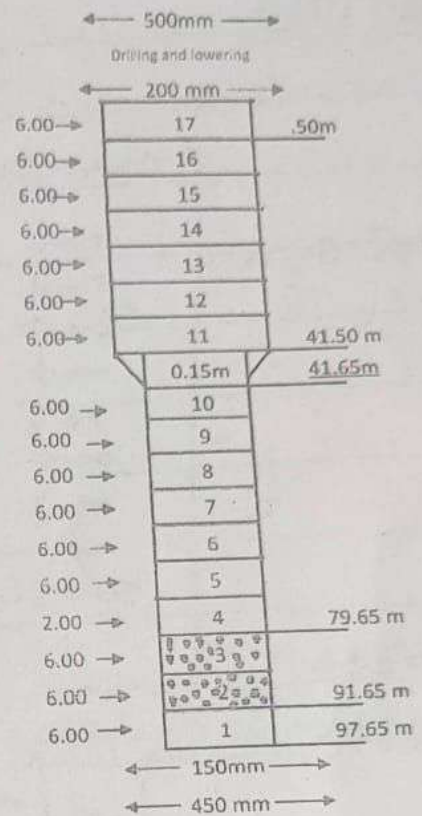 500mm
Drilling and lowering
200 mm
6.00 17 .50m
6.00 16
6.00 15
6.00 14
6.00 13
6.00 12
6.00 11 41.50 m
0.15m 41.65m
6.00 10
6.00 9
6.00 8
6.00 7
6.00 6
6.00 5
2.00 4 79.65 m
6.00 3
6.00 2 91.65 m
6.00 1 97.65 m
150mm
450 mm